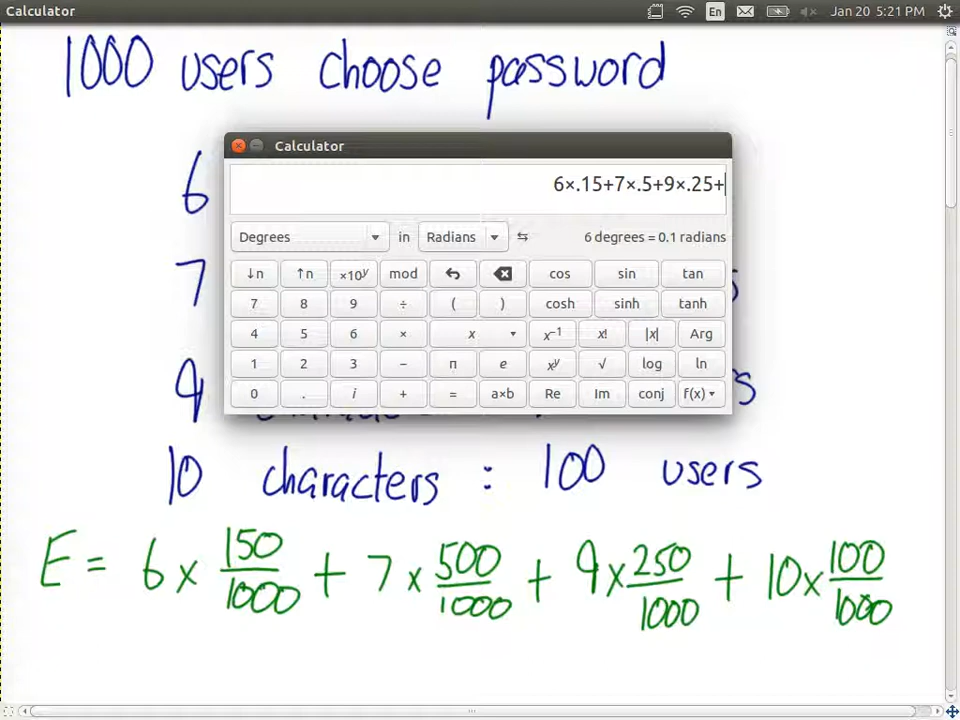 Calculator
En
Jan 20 5:21 PM
1000 users choose password
Calculator
6
6×.15+7×.5+9×.25+
Degrees in Radians 6 degrees = 0.1 radians
↓n ↑n ×10ʸ mod cos sin tan
7 8 9 ÷ ( ) cosh sinh tanh
7
4 5 6 × x x⁻¹ x! |x| Arg
1 2 3 − π e xʸ √ log ln
0 . i + = a×b Re Im conj f(x)
9
10 characters : 100 users
E = 6 × 150/1000 + 7 × 500/1000 + 9 × 250/1000 + 10 × 100/1000